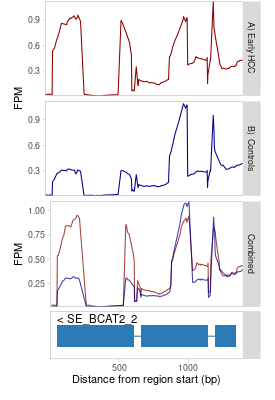 0.9
0.6
0.3
A) Early HCC
FPM
0.9
0.6
0.3
B): Controls
1.00
0.75
0.50
0.25
FPM
Combined
< SE_BCAT2_2
500
1000
Distance from region start (bp)